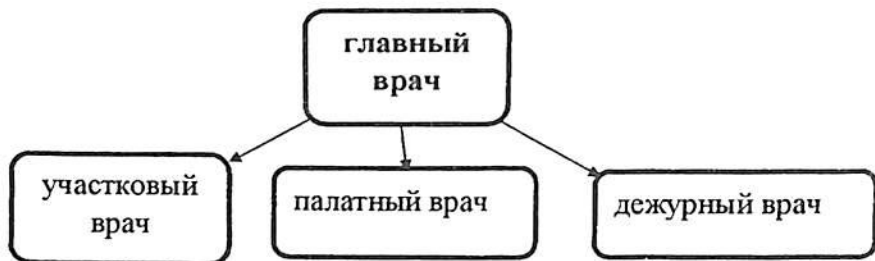 главный
врач
участковый
врач
палатный врач
дежурный врач